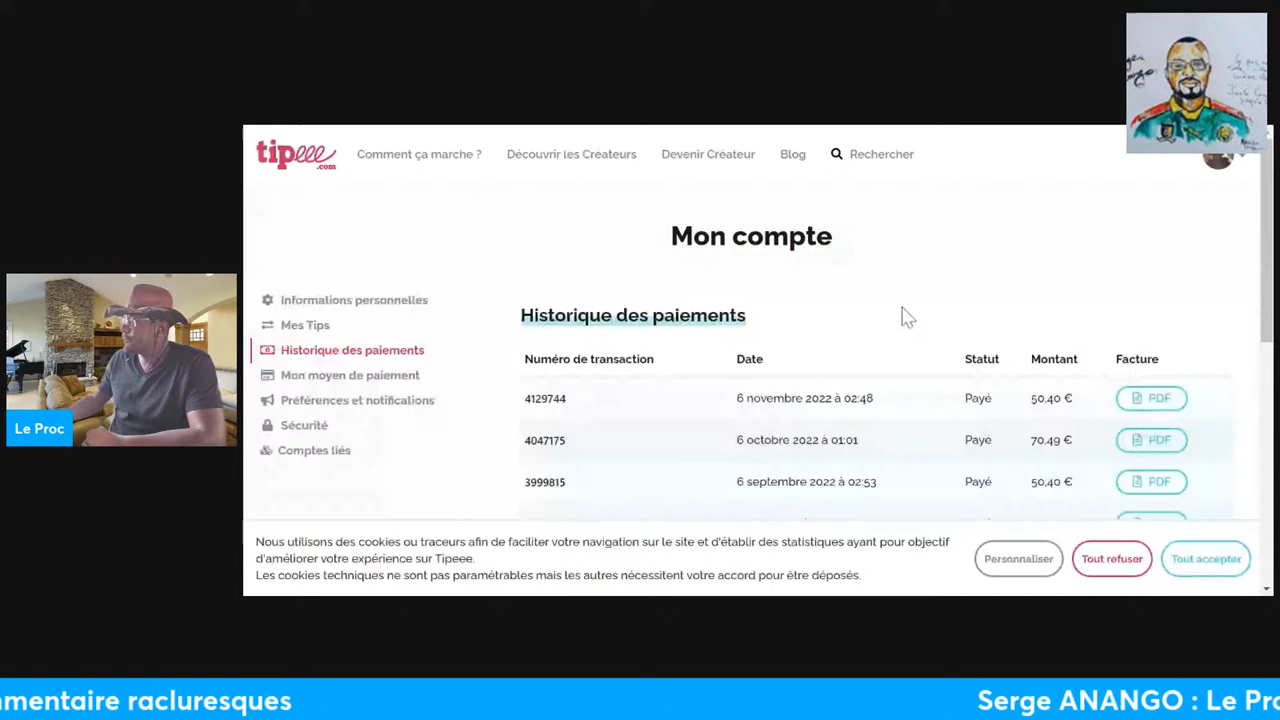 tipeee
.com
Comment ça marche ?
Découvrir les Créateurs
Devenir Créateur
Blog
Rechercher
Mon compte
Informations personnelles
Mes Tips
Historique des paiements
Mon moyen de paiement
Préférences et notifications
Sécurité
Comptes liés
Historique des paiements
Numéro de transaction Date Statut Montant Facture
4129744 6 novembre 2022 à 02:48 Payé 50,40 € PDF
4047175 6 octobre 2022 à 01:01 Payé 70,49 € PDF
3999815 6 septembre 2022 à 02:53 Payé 50,40 € PDF
Nous utilisons des cookies ou traceurs afin de faciliter votre navigation sur le site et d'établir des statistiques ayant pour objectif
d'améliorer votre expérience sur Tipeee.
Les cookies techniques ne sont pas paramétrables mais les autres nécessitent votre accord pour être déposés.
Personnaliser
Tout refuser
Tout accepter
Le Proc
mmentaire racluresques
Serge ANANGO : Le Pro